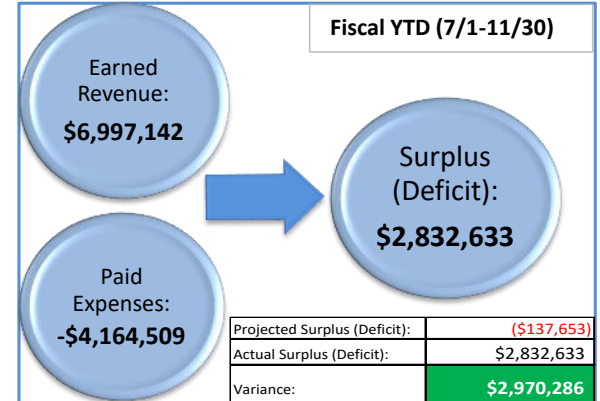 Fiscal YTD (7/1-11/30)
Earned
Revenue:
$6,997,142
Surplus
(Deficit):
$2,832,633
Paid
Expenses:
-$4,164,509
Projected Surplus (Deficit): ($137,653)
Actual Surplus (Deficit): $2,832,633
Variance: $2,970,286